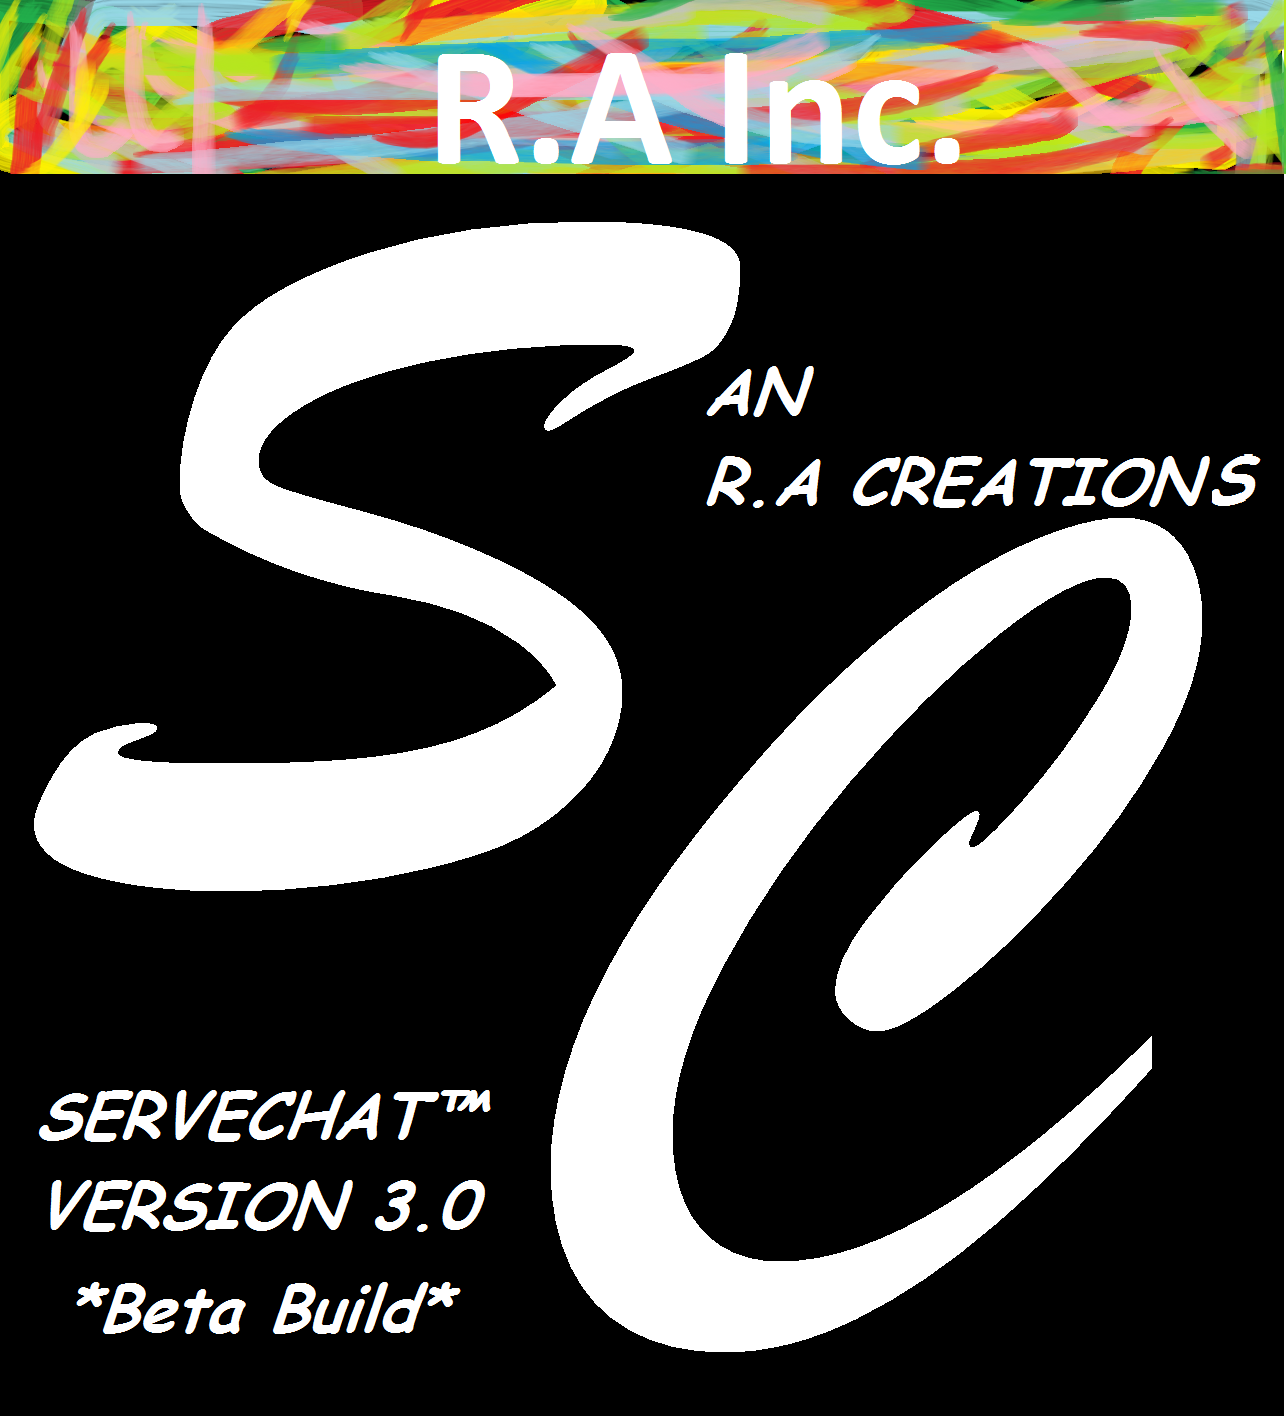 R.A Inc.
S
AN
R.A CREATIONS
C
SERVECHAT™
VERSION 3.0
*Beta Build*